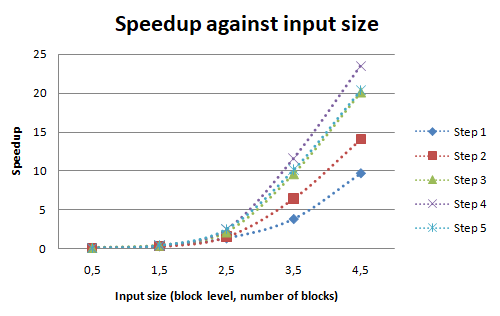 Speedup against input size
25
20
15
10
5
0
Speedup
0,5
1,5
2,5
3,5
4,5
Input size (block level, number of blocks)
Step 1
Step 2
Step 3
Step 4
Step 5